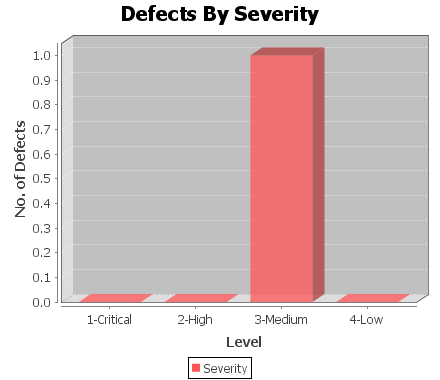 Defects By Severity
No. of Defects
1.0
0.9
0.8
0.7
0.6
0.5
0.4
0.3
0.2
0.1
0.0
1-Critical 2-High 3-Medium 4-Low
Level
Severity